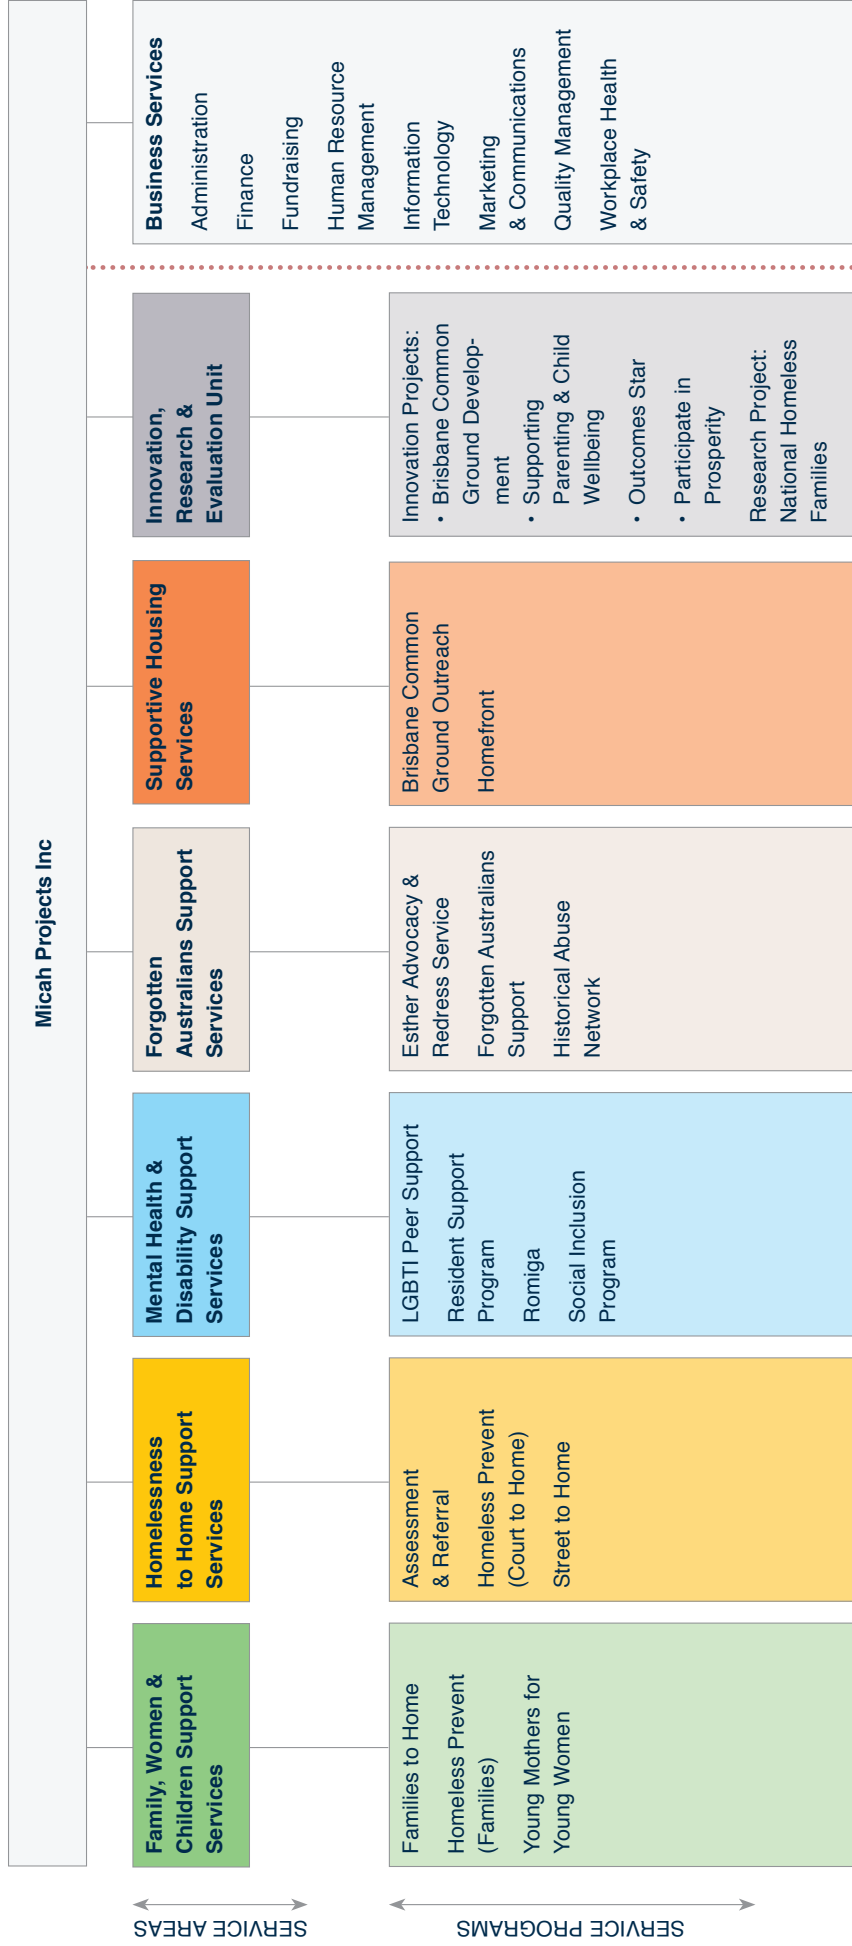 Micah Projects Inc
SERVICE AREAS
Family, Women &
Children Support
Services
Homelessness
to Home Support
Services
Mental Health &
Disability Support
Services
Forgotten
Australians Support
Services
Supportive Housing
Services
Innovation,
Research &
Evaluation Unit
Business Services
Administration
Finance
Fundraising
Human Resource
Management
Information
Technology
Marketing
& Communications
Quality Management
Workplace Health
& Safety
SERVICE PROGRAMS
Families to Home
Homeless Prevent
(Families)
Young Mothers for
Young Women
Assessment
& Referral
Homeless Prevent
(Court to Home)
Street to Home
LGBTI Peer Support
Resident Support
Program
Romiga
Social Inclusion
Program
Esther Advocacy &
Redress Service
Forgotten Australians
Support
Historical Abuse
Network
Brisbane Common
Ground Outreach
Homefront
Innovation Projects:
• Brisbane Common
Ground Develop-
ment
• Supporting
Parenting & Child
Wellbeing
• Outcomes Star
• Participate in
Prosperity
Research Project:
National Homeless
Families